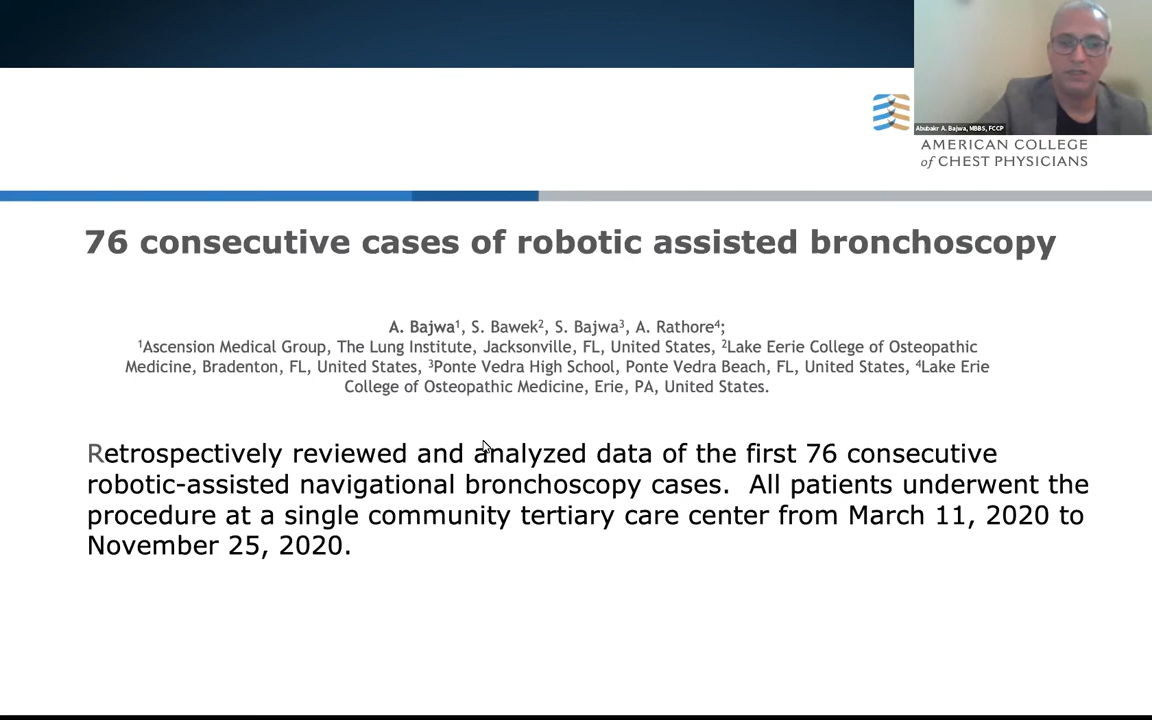 Abubakr A. Bajwa, MBBS, FCCP
AMERICAN COLLEGE
of CHEST PHYSICIANS
76 consecutive cases of robotic assisted bronchoscopy
A. Bajwa¹, S. Bawek², S. Bajwa³, A. Rathore⁴;
¹Ascension Medical Group, The Lung Institute, Jacksonville, FL, United States, ²Lake Eerie College of Osteopathic
Medicine, Bradenton, FL, United States, ³Ponte Vedra High School, Ponte Vedra Beach, FL, United States, ⁴Lake Erie
College of Osteopathic Medicine, Erie, PA, United States.
Retrospectively reviewed and analyzed data of the first 76 consecutive
robotic-assisted navigational bronchoscopy cases.  All patients underwent the
procedure at a single community tertiary care center from March 11, 2020 to
November 25, 2020.